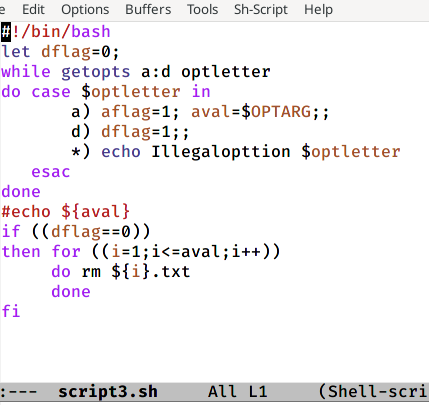 e Edit Options Buffers Tools Sh-Script Help
#!/bin/bash
let dflag=0;
while getopts a:d optletter
do case $optletter in
a) aflag=1; aval=$OPTARG;;
d) dflag=1;;
*) echo Illegalopttion $optletter
esac
done
#echo ${aval}
if ((dflag==0))
then for ((i=1;i<=aval;i++))
do rm ${i}.txt
done
fi
:--- script3.sh All L1 (Shell-scri